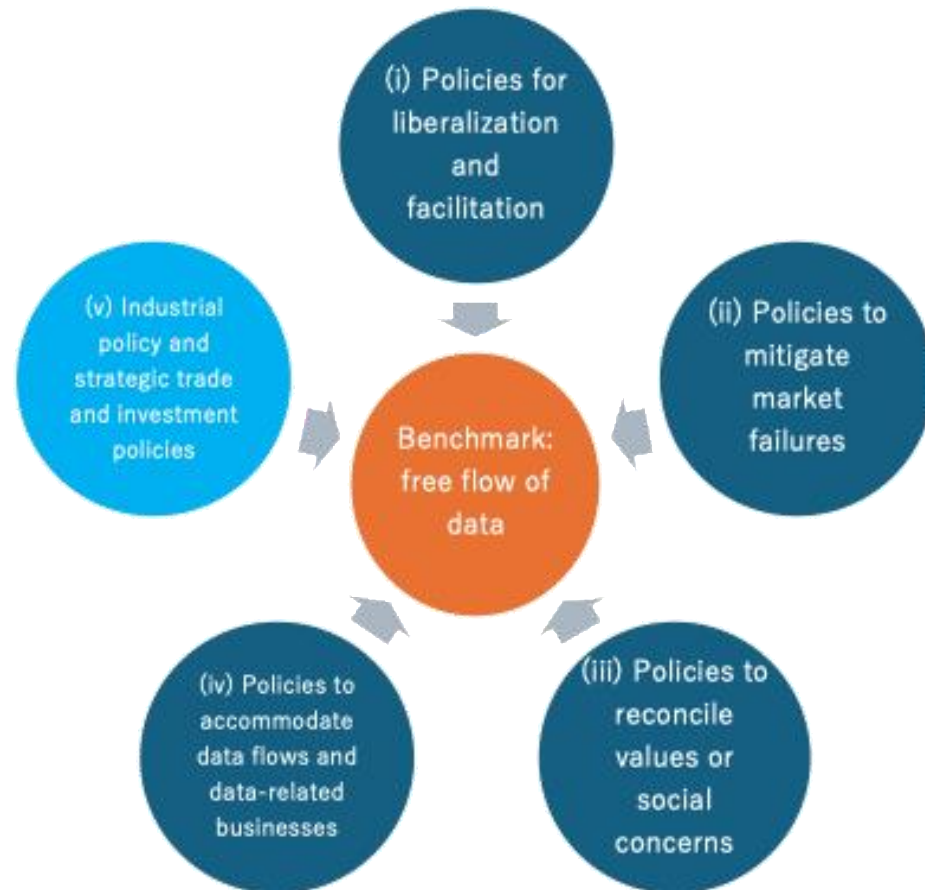 (i) Policies for
liberalization
and
facilitation
(ii) Policies to
mitigate
market
failures
(iii) Policies to
reconcile
values or
social
concerns
(iv) Policies to
accommodate
data flows and
data-related
businesses
(v) Industrial
policy and
strategic trade
and investment
policies
Benchmark:
free flow of
data